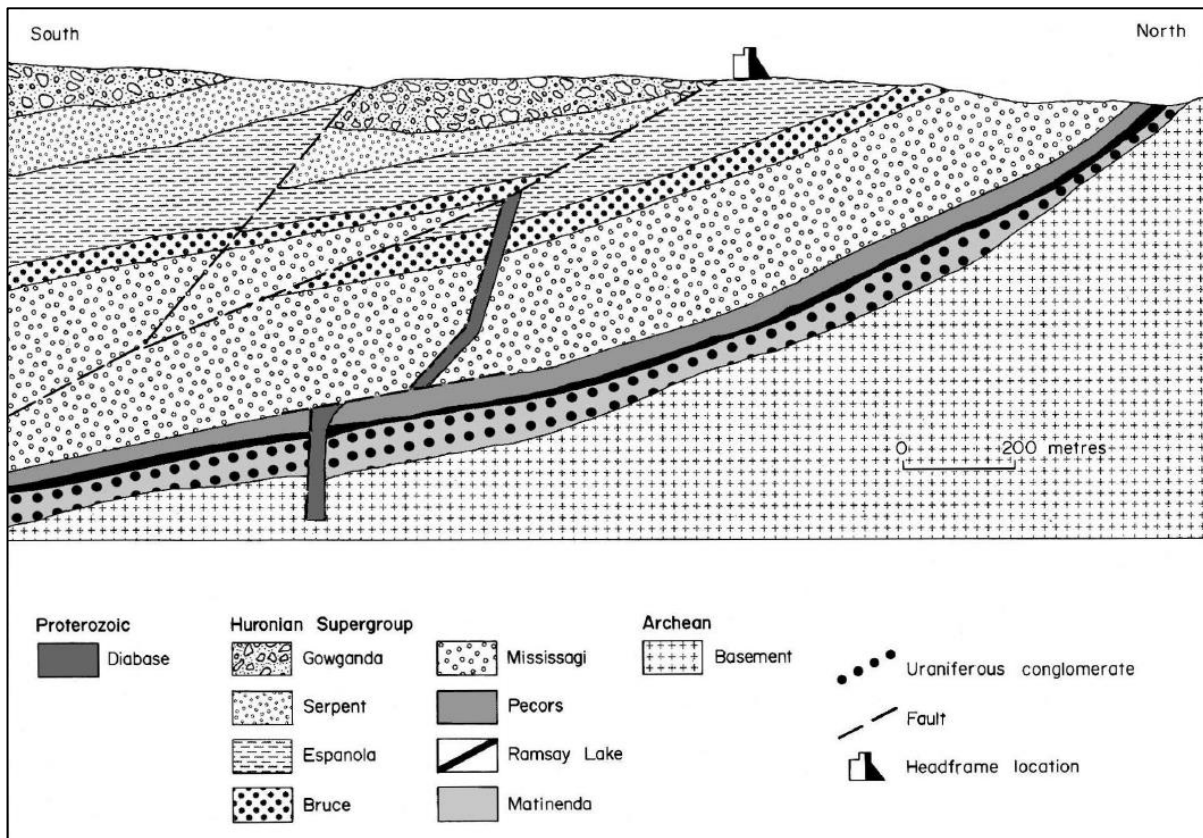 South
North
0 200 metres
Proterozoic
Diabase
Huronian Supergroup
Gowganda
Serpent
Espanola
Bruce
Mississagi
Pecors
Ramsay Lake
Matinenda
Archean
Basement
Uraniferous conglomerate
Fault
Headframe location